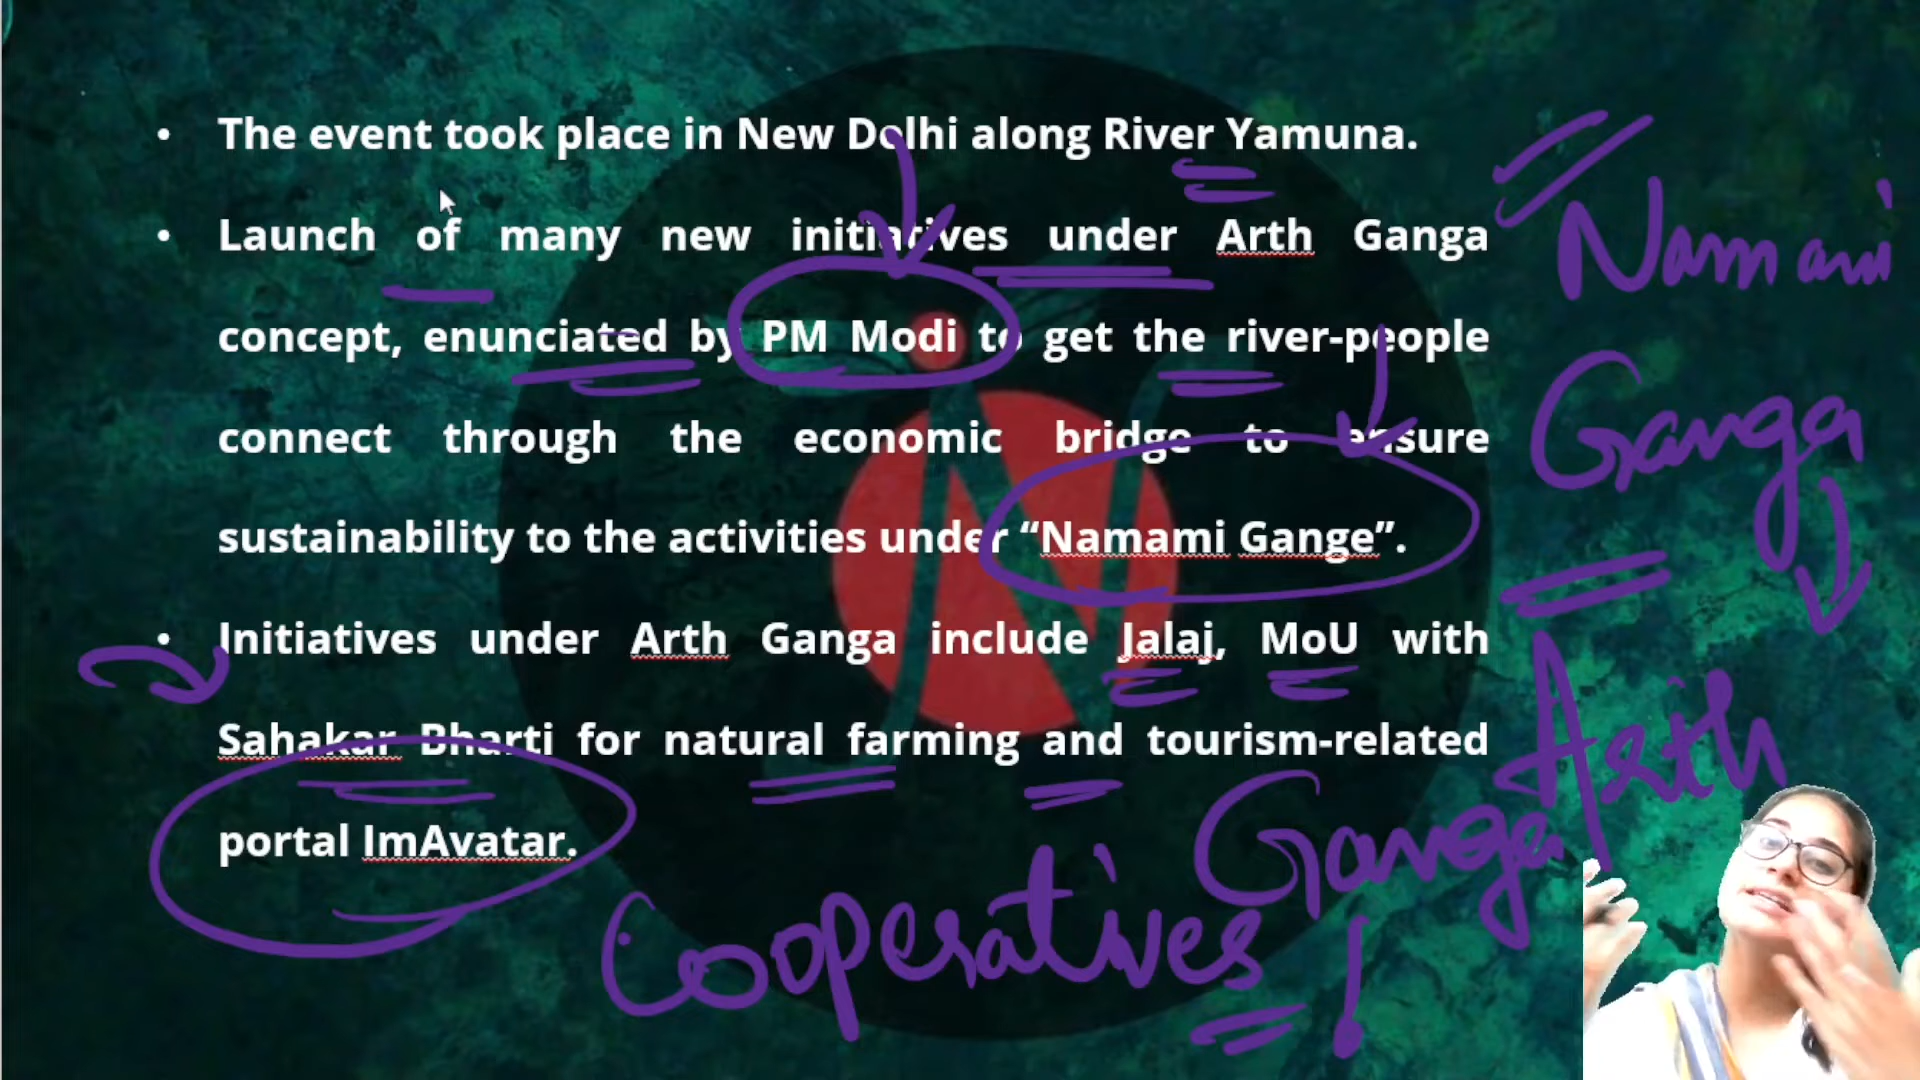 • The event took place in New Delhi along River Yamuna.
• Launch of many new initiatives under Arth Ganga
concept, enunciated by PM Modi to get the river-people
connect through the economic bridge to ensure
sustainability to the activities under “Namami Gange”.
• Initiatives under Arth Ganga include Jalaj, MoU with
Sahakar Bharti for natural farming and tourism-related
portal ImAvatar.
Namami
Ganga
Arth
Ganga
Cooperatives